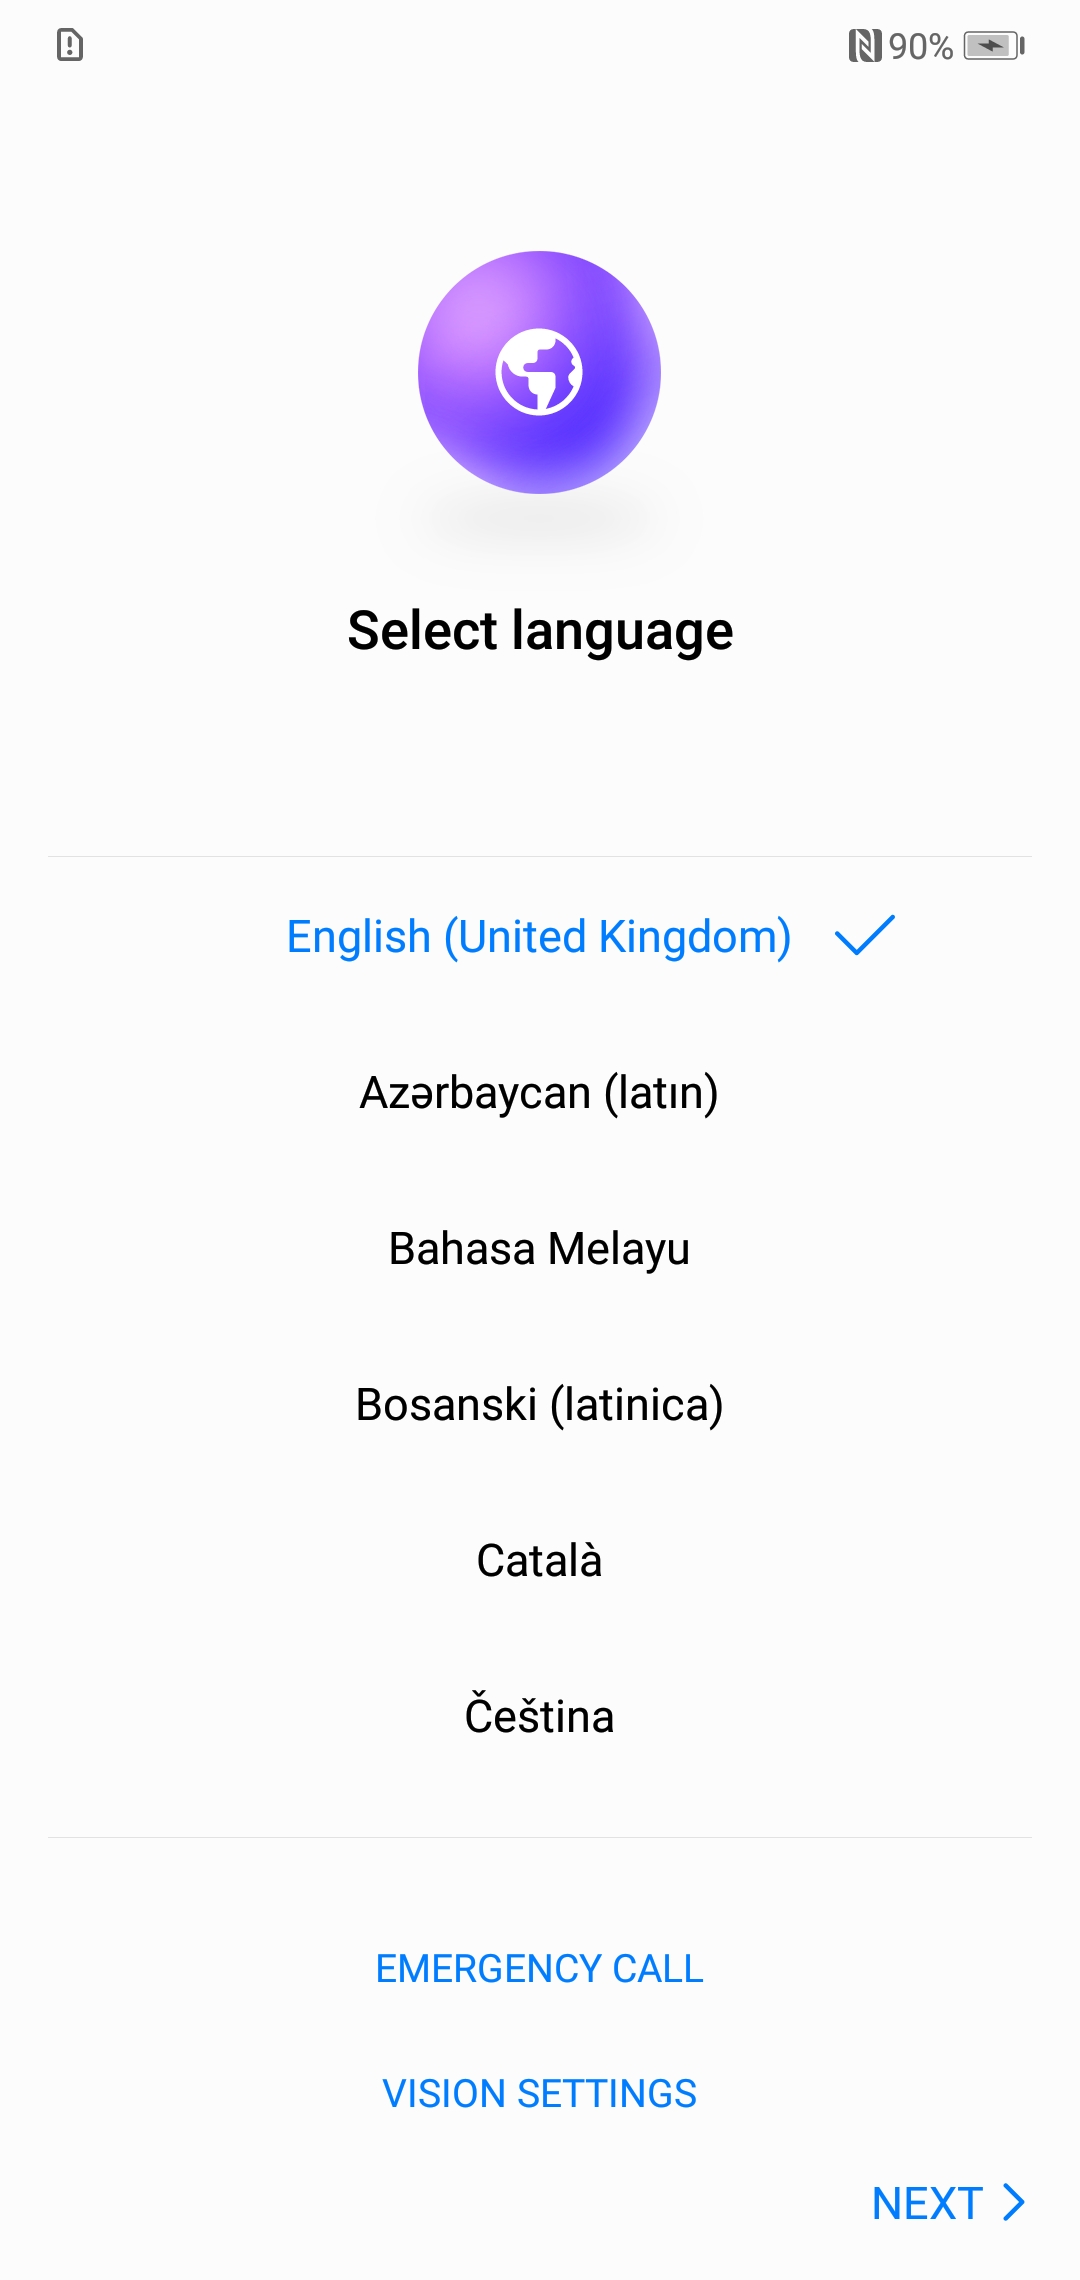 90%
Select language
English (United Kingdom)
Azərbaycan (latın)
Bahasa Melayu
Bosanski (latinica)
Català
Čeština
EMERGENCY CALL
VISION SETTINGS
NEXT